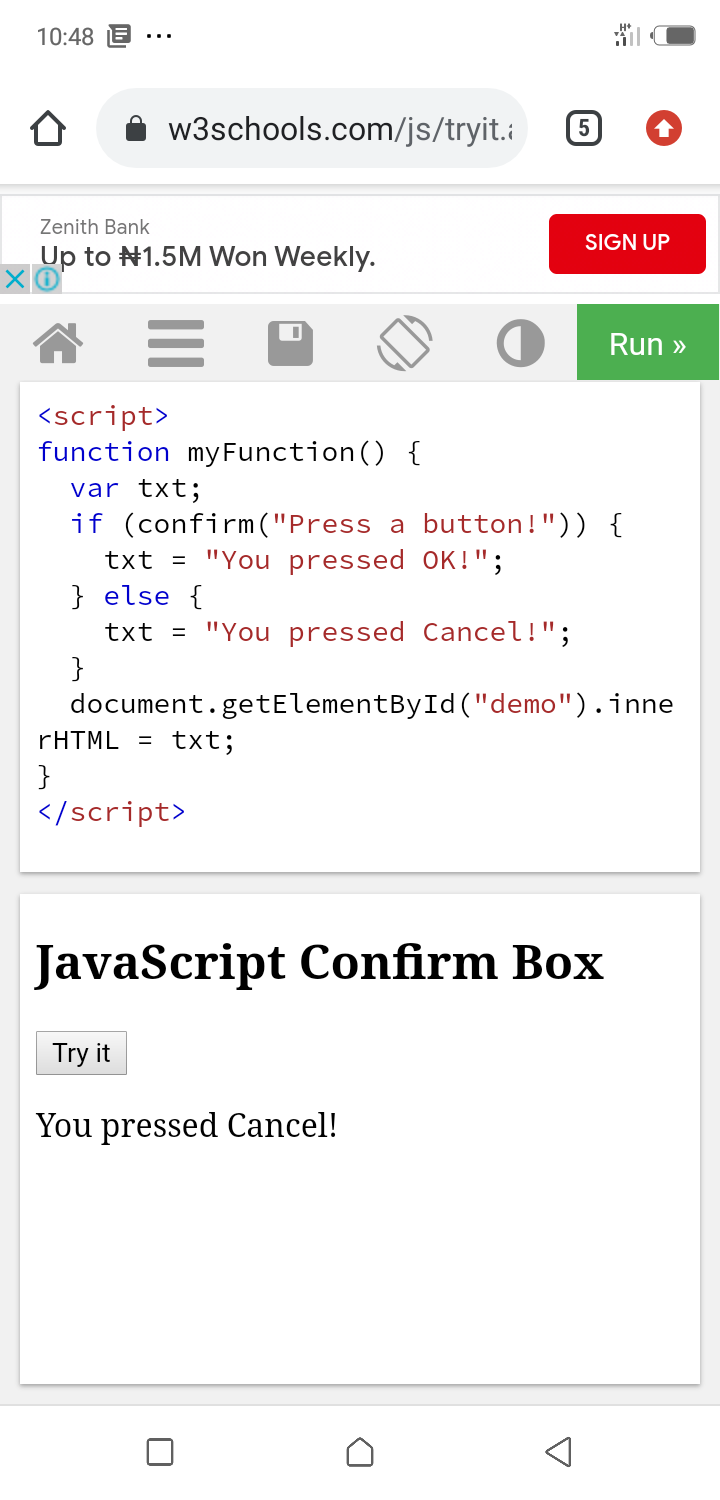 10:48
H+
w3schools.com/js/tryit.a
5
Zenith Bank
Up to ₦1.5M Won Weekly.
SIGN UP
Run »
<script>
function myFunction() {
  var txt;
  if (confirm("Press a button!")) {
    txt = "You pressed OK!";
  } else {
    txt = "You pressed Cancel!";
  }
  document.getElementById("demo").inne
rHTML = txt;
}
</script>
JavaScript Confirm Box
Try it
You pressed Cancel!